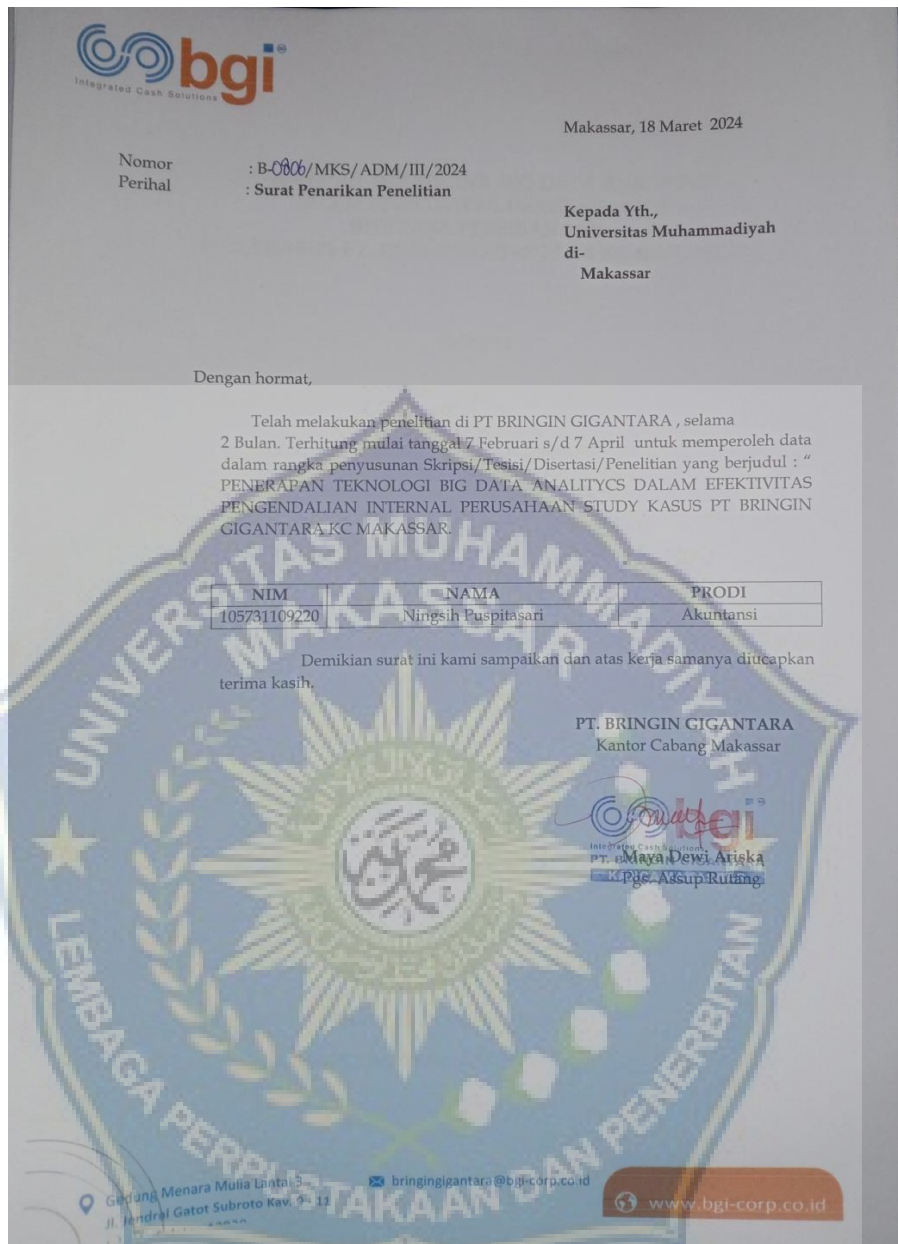 bgi
Integrated Cash Solutions
Makassar, 18 Maret 2024
Nomor : B-0806/MKS/ADM/III/2024
Perihal : Surat Penarikan Penelitian
Kepada Yth.,
Universitas Muhammadiyah
di-
Makassar
Dengan hormat,
Telah melakukan penelitian di PT BRINGIN GIGANTARA , selama
2 Bulan. Terhitung mulai tanggal 7 Februari s/d 7 April untuk memperoleh data
dalam rangka penyusunan Skripsi/Tesisi/Disertasi/Penelitian yang berjudul : “
PENERAPAN TEKNOLOGI BIG DATA ANALITYCS DALAM EFEKTIVITAS
PENGENDALIAN INTERNAL PERUSAHAAN STUDY KASUS PT BRINGIN
GIGANTARA KC MAKASSAR.
NIM NAMA PRODI
105731109220 Ningsih Puspitasari Akuntansi
Demikian surat ini kami sampaikan dan atas kerja samanya diucapkan
terima kasih.
PT. BRINGIN GIGANTARA
Kantor Cabang Makassar
bgi
Integrated Cash Solutions
Maya Dewi Ariska
Pgs. Assup Rutang
UNIVERSITAS MUHAMMADIYAH
MAKASSAR
LEMBAGA PERPUSTAKAAN DAN PENERBITAN
Gedung Menara Mulia Lantai 3
Jl. Jendral Gatot Subroto Kav. 9 - 11
bringingigantara@bgi-corp.co.id
www.bgi-corp.co.id